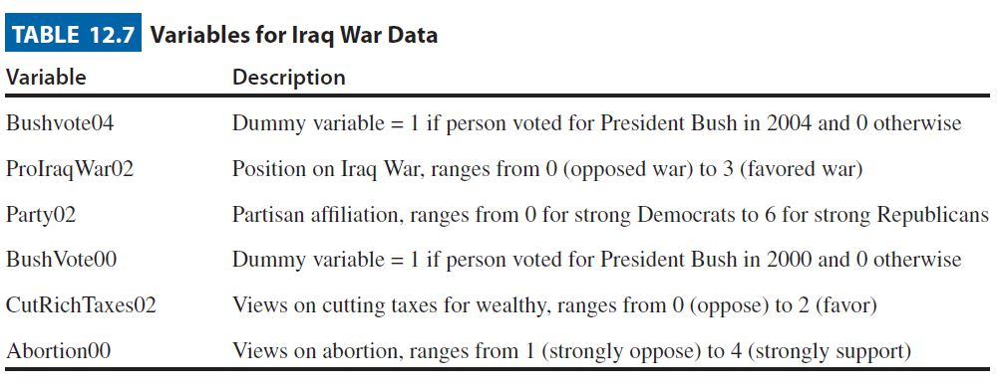 TABLE 12.7 Variables for Iraq War Data
Variable Description
Bushvote04 Dummy variable = 1 if person voted for President Bush in 2004 and 0 otherwise
ProIraqWar02 Position on Iraq War, ranges from 0 (opposed war) to 3 (favored war)
Party02 Partisan affiliation, ranges from 0 for strong Democrats to 6 for strong Republicans
BushVote00 Dummy variable = 1 if person voted for President Bush in 2000 and 0 otherwise
CutRichTaxes02 Views on cutting taxes for wealthy, ranges from 0 (oppose) to 2 (favor)
Abortion00 Views on abortion, ranges from 1 (strongly oppose) to 4 (strongly support)